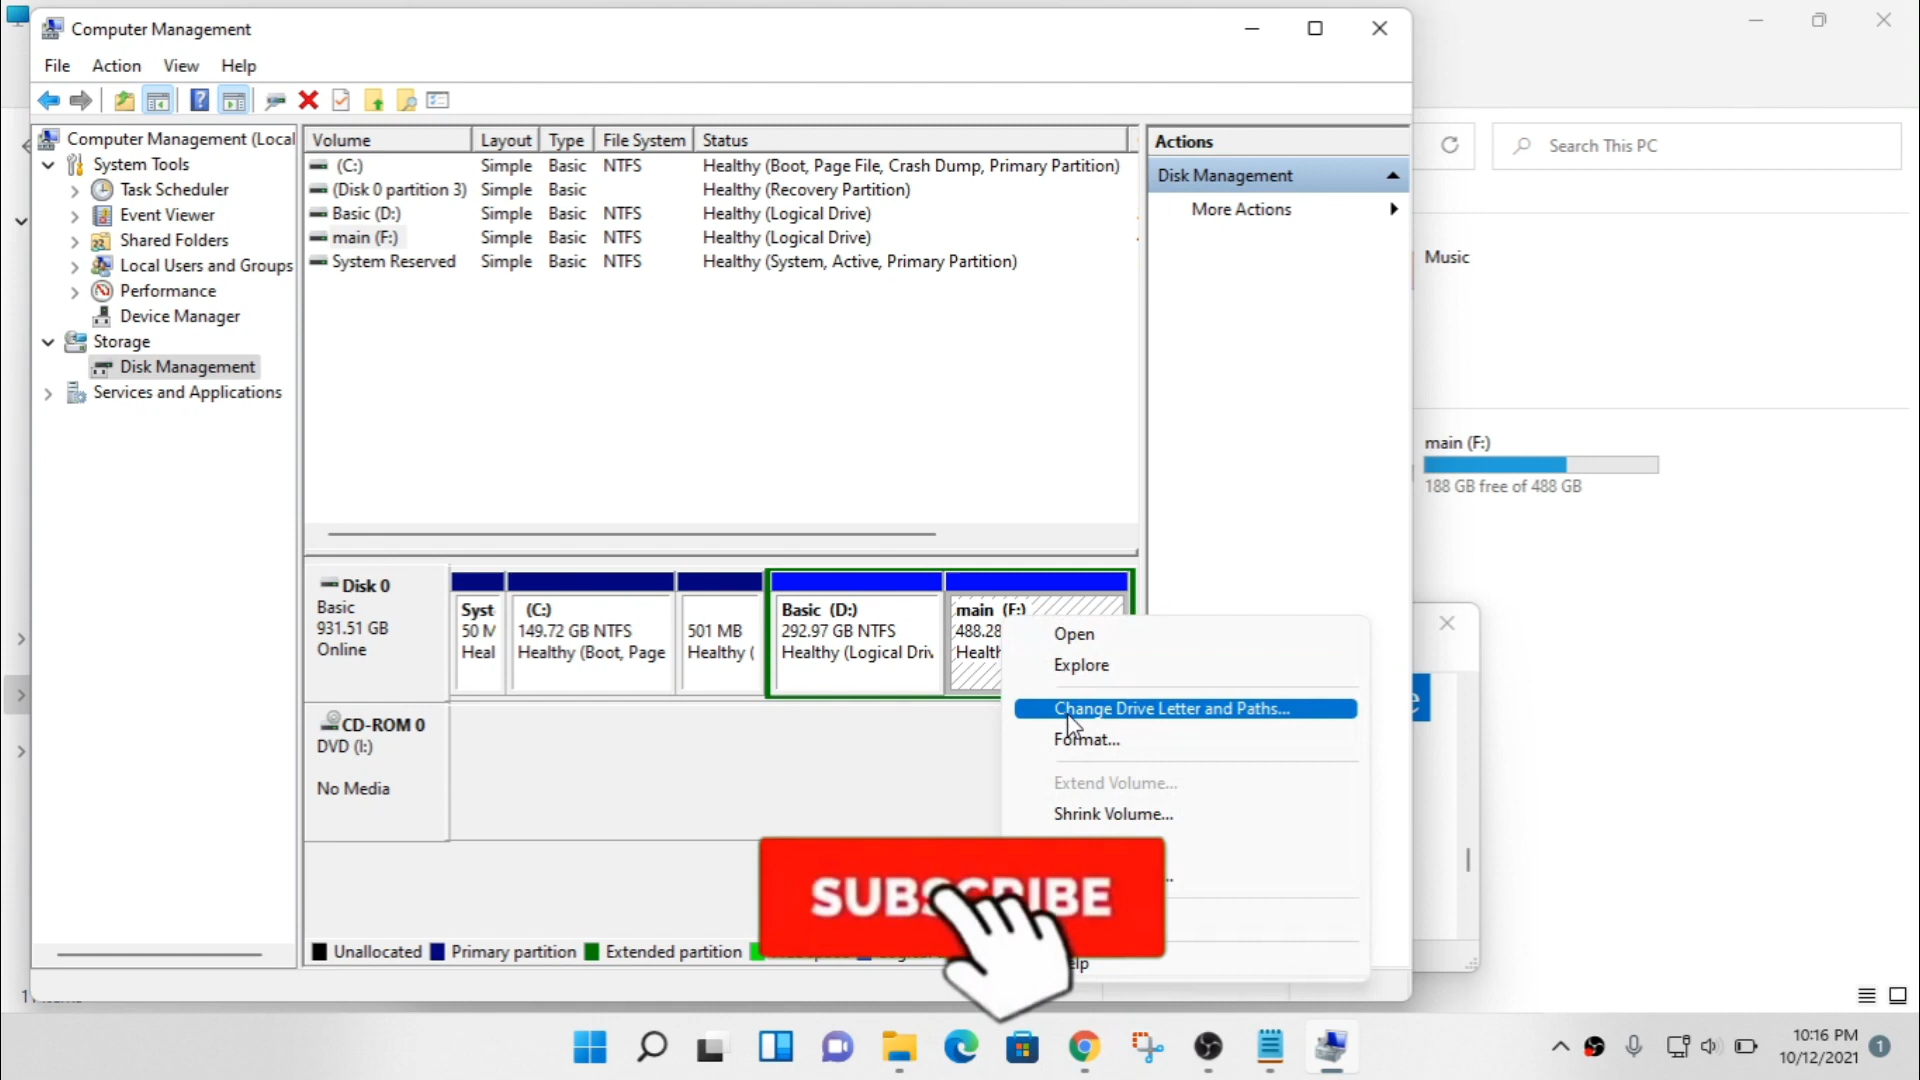 Computer Management
File Action View Help
Computer Management (Local
System Tools
Task Scheduler
Event Viewer
Shared Folders
Local Users and Groups
Performance
Device Manager
Storage
Disk Management
Services and Applications
Volume Layout Type File System Status
(C:) Simple Basic NTFS Healthy (Boot, Page File, Crash Dump, Primary Partition)
(Disk 0 partition 3) Simple Basic Healthy (Recovery Partition)
Basic (D:) Simple Basic NTFS Healthy (Logical Drive)
main (F:) Simple Basic NTFS Healthy (Logical Drive)
System Reserved Simple Basic NTFS Healthy (System, Active, Primary Partition)
Actions
Disk Management
More Actions
Search This PC
Music
main (F:)
188 GB free of 488 GB
Disk 0
Basic
931.51 GB
Online
Syst
50 M
Heal
(C:)
149.72 GB NTFS
Healthy (Boot, Page
501 MB
Healthy (
Basic (D:)
292.97 GB NTFS
Healthy (Logical Driv
main (F:)
488.28
Health
CD-ROM 0
DVD (I:)
No Media
Open
Explore
Change Drive Letter and Paths...
Format...
Extend Volume...
Shrink Volume...
SUBSCRIBE
Unallocated Primary partition Extended partition
10:16 PM
10/12/2021
1